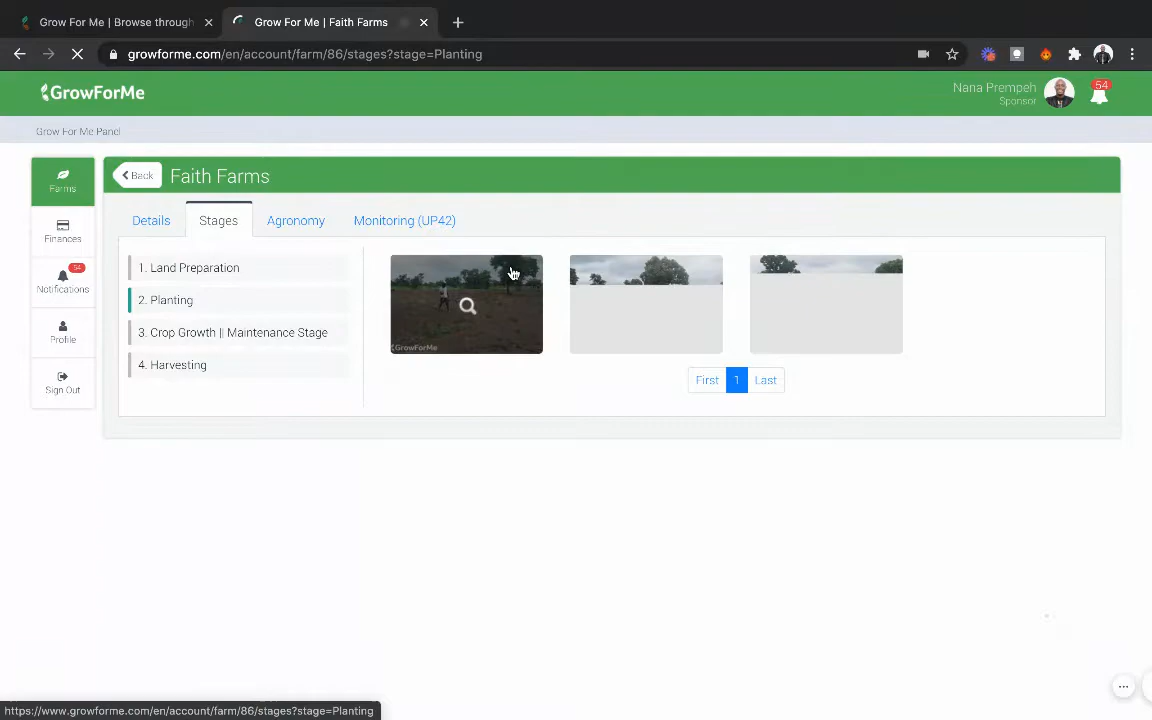 Grow For Me | Browse through
Grow For Me | Faith Farms
growforme.com/en/account/farm/86/stages?stage=Planting
GrowForMe
Nana Prempeh
Sponsor
54
Grow For Me Panel
Farms
Finances
54
Notifications
Profile
Sign Out
Back
Faith Farms
Details
Stages
Agronomy
Monitoring (UP42)
1. Land Preparation
2. Planting
3. Crop Growth || Maintenance Stage
4. Harvesting
GrowForMe
First
1
Last
https://www.growforme.com/en/account/farm/86/stages?stage=Planting